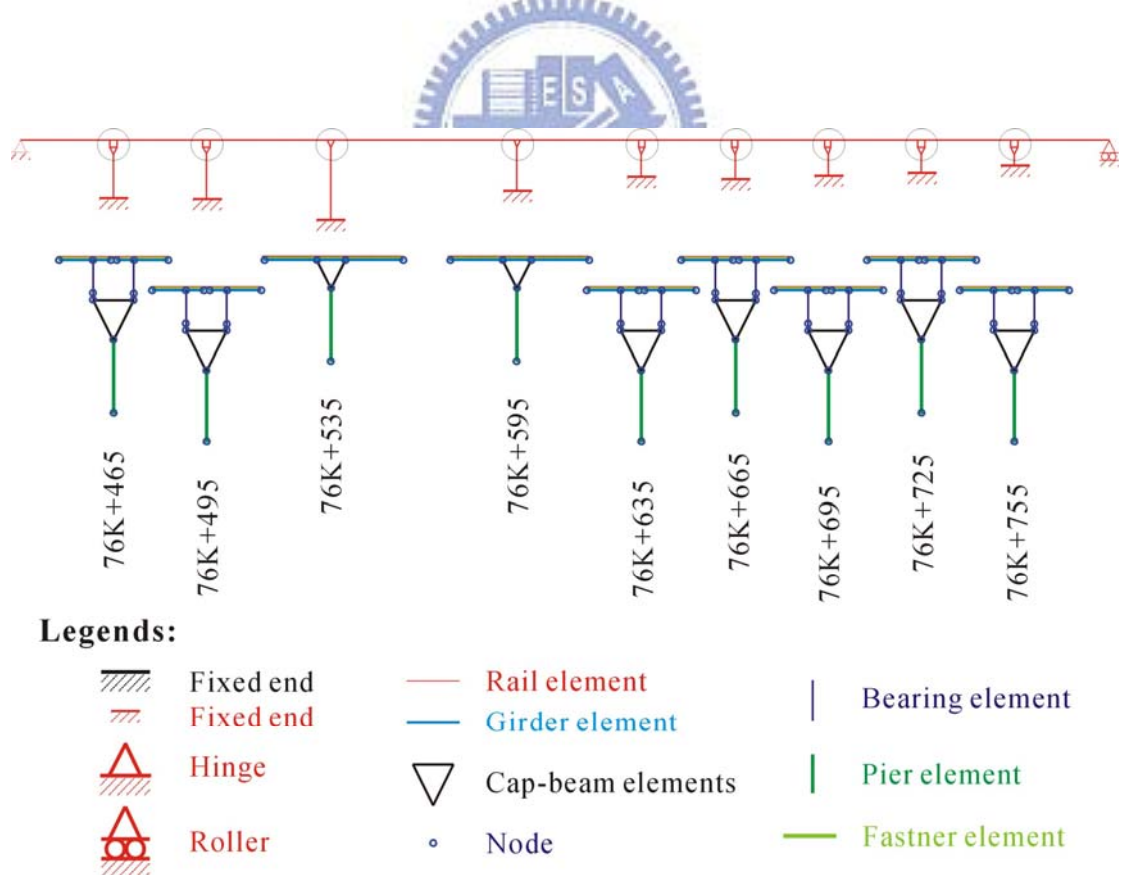 E S A
76K+465
76K+495
76K+535
76K+595
76K+635
76K+665
76K+695
76K+725
76K+755
Legends:
Fixed end
Fixed end
Hinge
Roller
Rail element
Girder element
Cap-beam elements
Node
Bearing element
Pier element
Fastner element